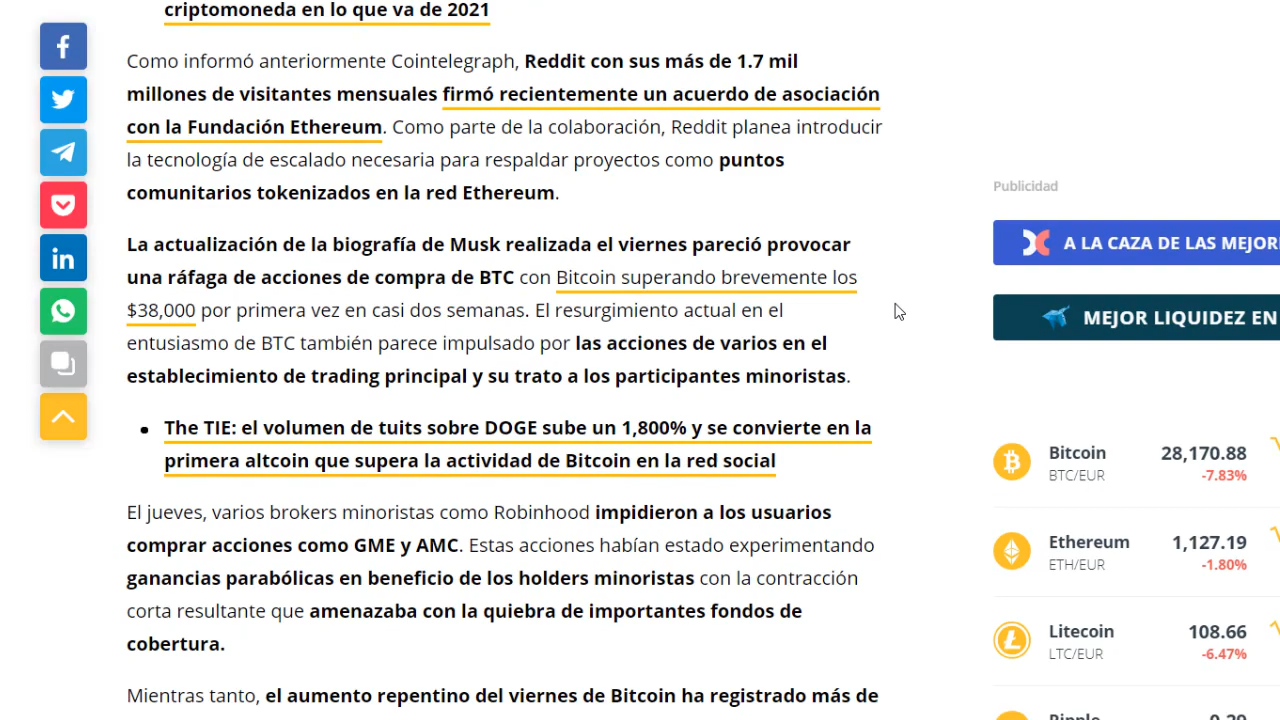 criptomoneda en lo que va de 2021
Como informó anteriormente Cointelegraph, Reddit con sus más de 1.7 mil
millones de visitantes mensuales firmó recientemente un acuerdo de asociación
con la Fundación Ethereum. Como parte de la colaboración, Reddit planea introducir
la tecnología de escalado necesaria para respaldar proyectos como puntos
comunitarios tokenizados en la red Ethereum.
La actualización de la biografía de Musk realizada el viernes pareció provocar
una ráfaga de acciones de compra de BTC con Bitcoin superando brevemente los
$38,000 por primera vez en casi dos semanas. El resurgimiento actual en el
entusiasmo de BTC también parece impulsado por las acciones de varios en el
establecimiento de trading principal y su trato a los participantes minoristas.
The TIE: el volumen de tuits sobre DOGE sube un 1,800% y se convierte en la
primera altcoin que supera la actividad de Bitcoin en la red social
El jueves, varios brokers minoristas como Robinhood impidieron a los usuarios
comprar acciones como GME y AMC. Estas acciones habían estado experimentando
ganancias parabólicas en beneficio de los holders minoristas con la contracción
corta resultante que amenazaba con la quiebra de importantes fondos de
cobertura.
Mientras tanto, el aumento repentino del viernes de Bitcoin ha registrado más de
Publicidad
A LA CAZA DE LAS MEJOR
MEJOR LIQUIDEZ EN
Bitcoin 28,170.88
BTC/EUR -7.83%
Ethereum 1,127.19
ETH/EUR -1.80%
Litecoin 108.66
LTC/EUR -6.47%
Ripple 0.29